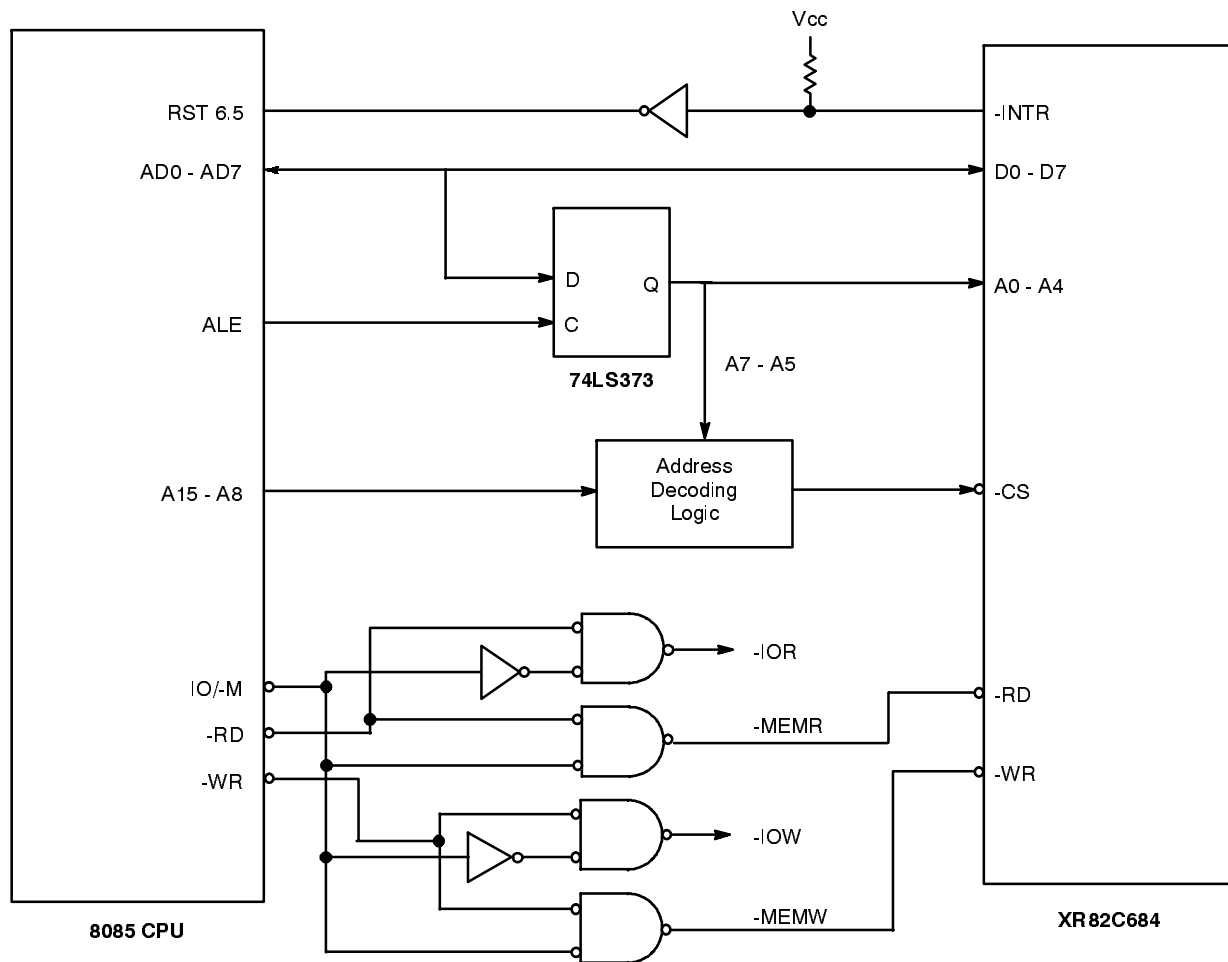 Vcc
RST 6.5
-INTR
AD0 - AD7
D0 - D7
D
Q
A0 - A4
ALE
C
74LS373
A7 - A5
A15 - A8
Address
Decoding
Logic
-CS
-IOR
IO/-M
-RD
-RD
-MEMR
-WR
-WR
-IOW
-MEMW
8085 CPU
XR82C684